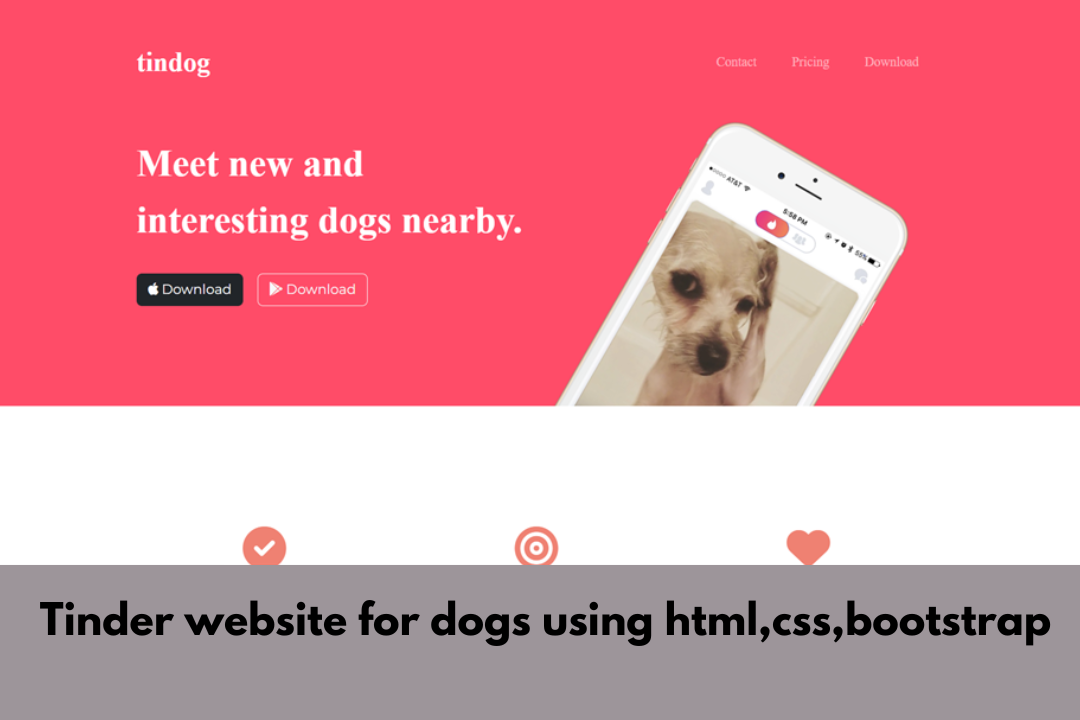 tindog
Contact Pricing Download
Meet new and
interesting dogs nearby.
Download Download
AT&T 5:58 PM 55%
Tinder website for dogs using html,css,bootstrap